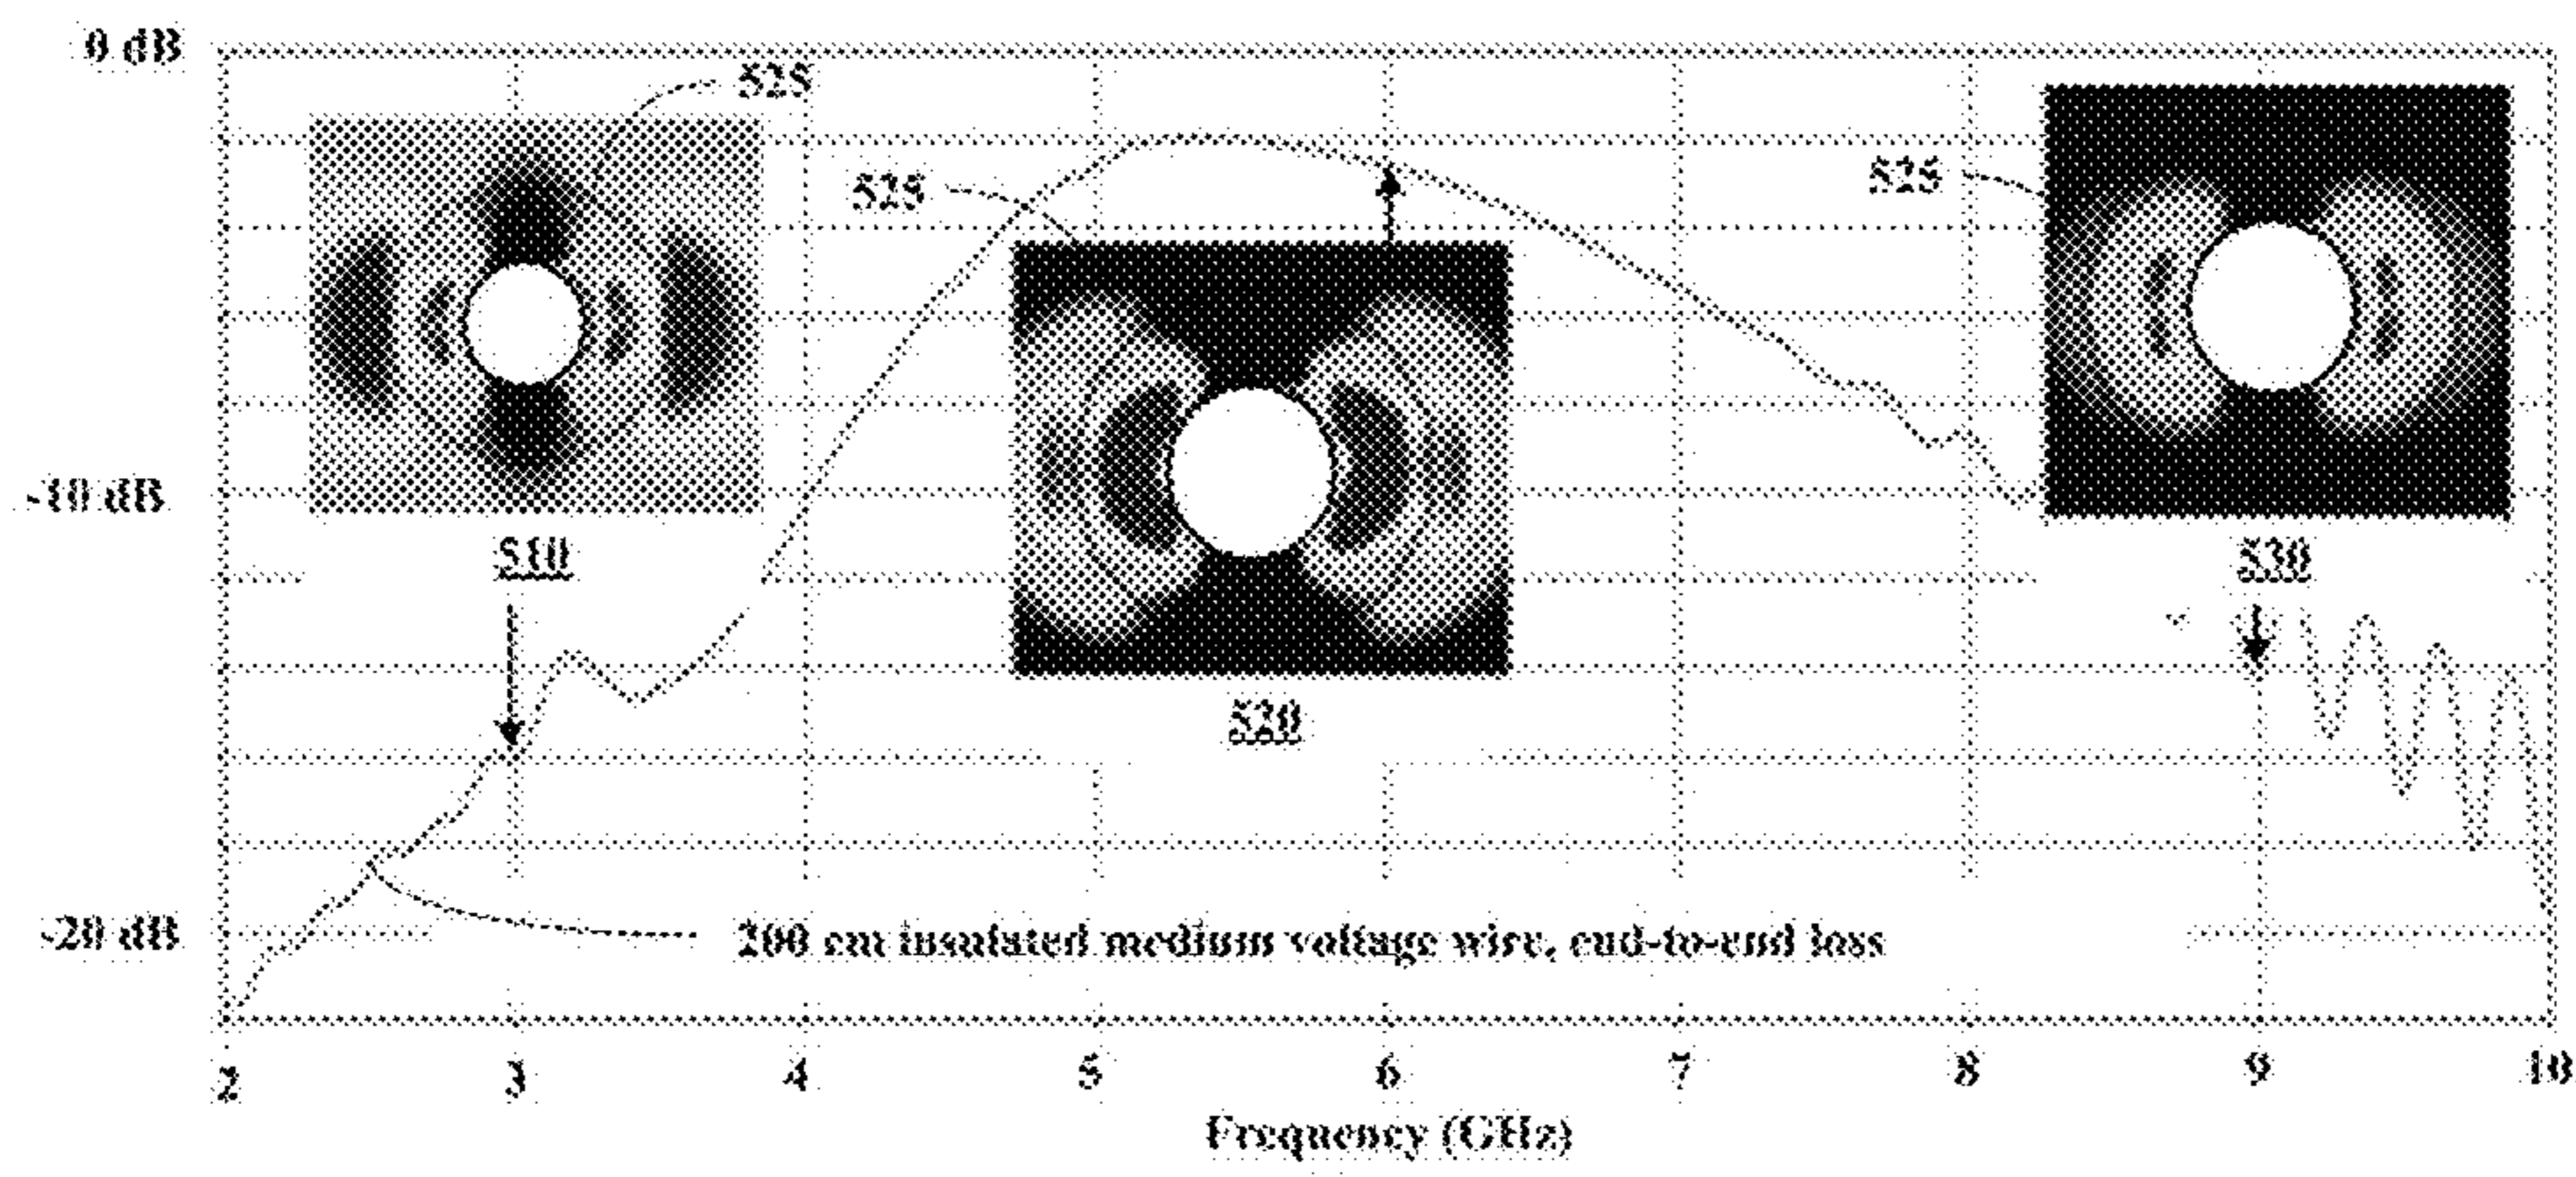 0 dB
525
525
525
-10 dB
510
530
520
-20 dB
200 cm insulated medium voltage wire, end-to-end loss
2 3 4 5 6 7 8 9 10
Frequency (GHz)